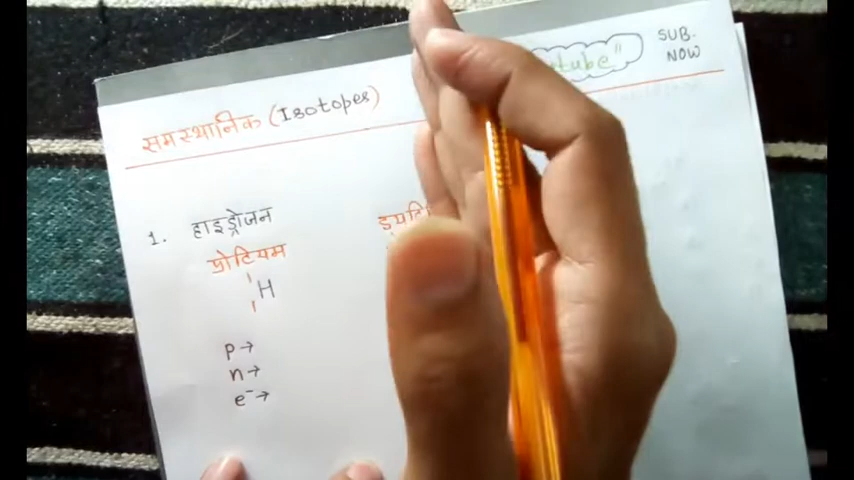 SUB.
NOW
समस्थानिक (Isotopes)
1. हाइड्रोजन
प्रोटियम
1
H
1
p →
n →
e⁻ →